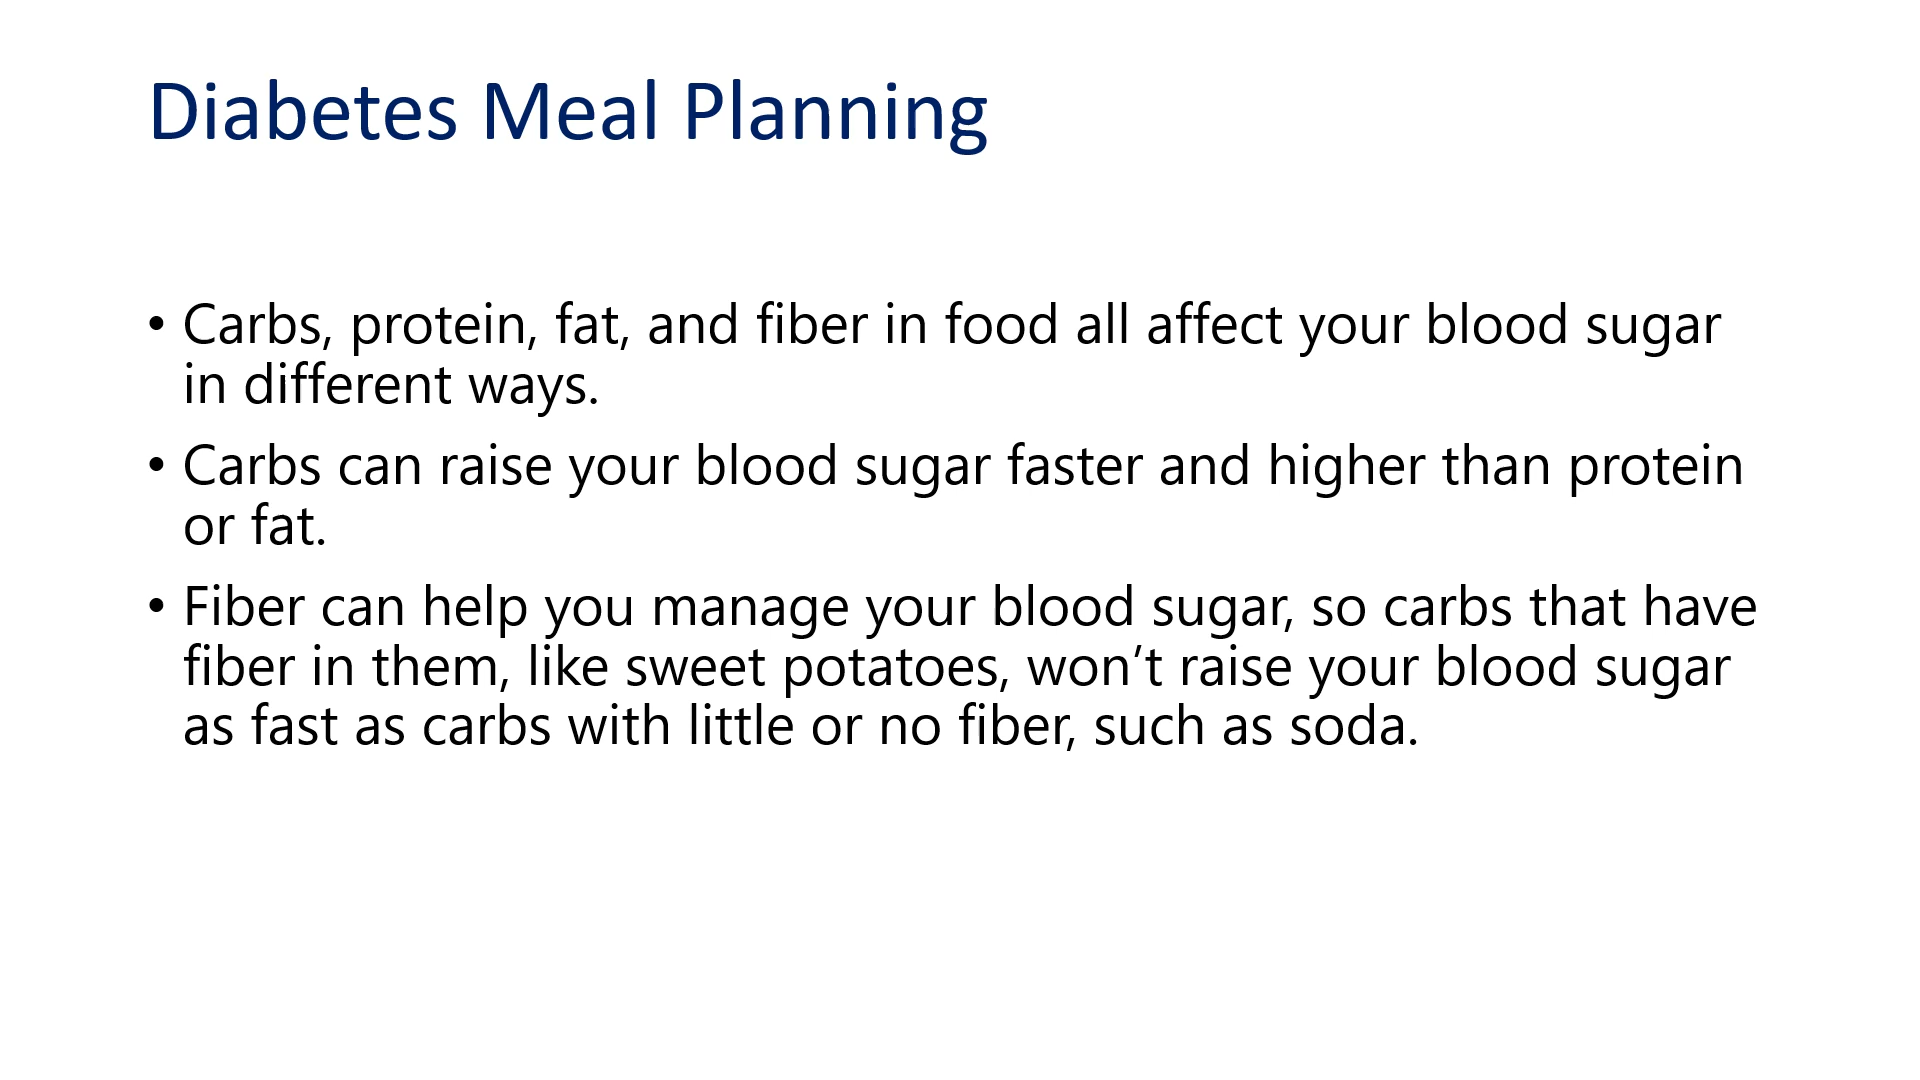 Diabetes Meal Planning
• Carbs, protein, fat, and fiber in food all affect your blood sugar
in different ways.
• Carbs can raise your blood sugar faster and higher than protein
or fat.
• Fiber can help you manage your blood sugar, so carbs that have
fiber in them, like sweet potatoes, won’t raise your blood sugar
as fast as carbs with little or no fiber, such as soda.